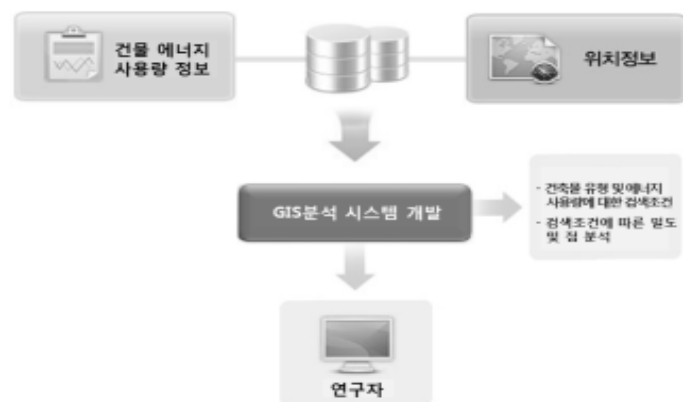 건물 에너지
사용량 정보
위치정보
GIS분석 시스템 개발
- 건축물 유형 및 에너지
사용량에 대한 검색조건
- 검색조건에 따른 밀도
및 점 분석
연구자